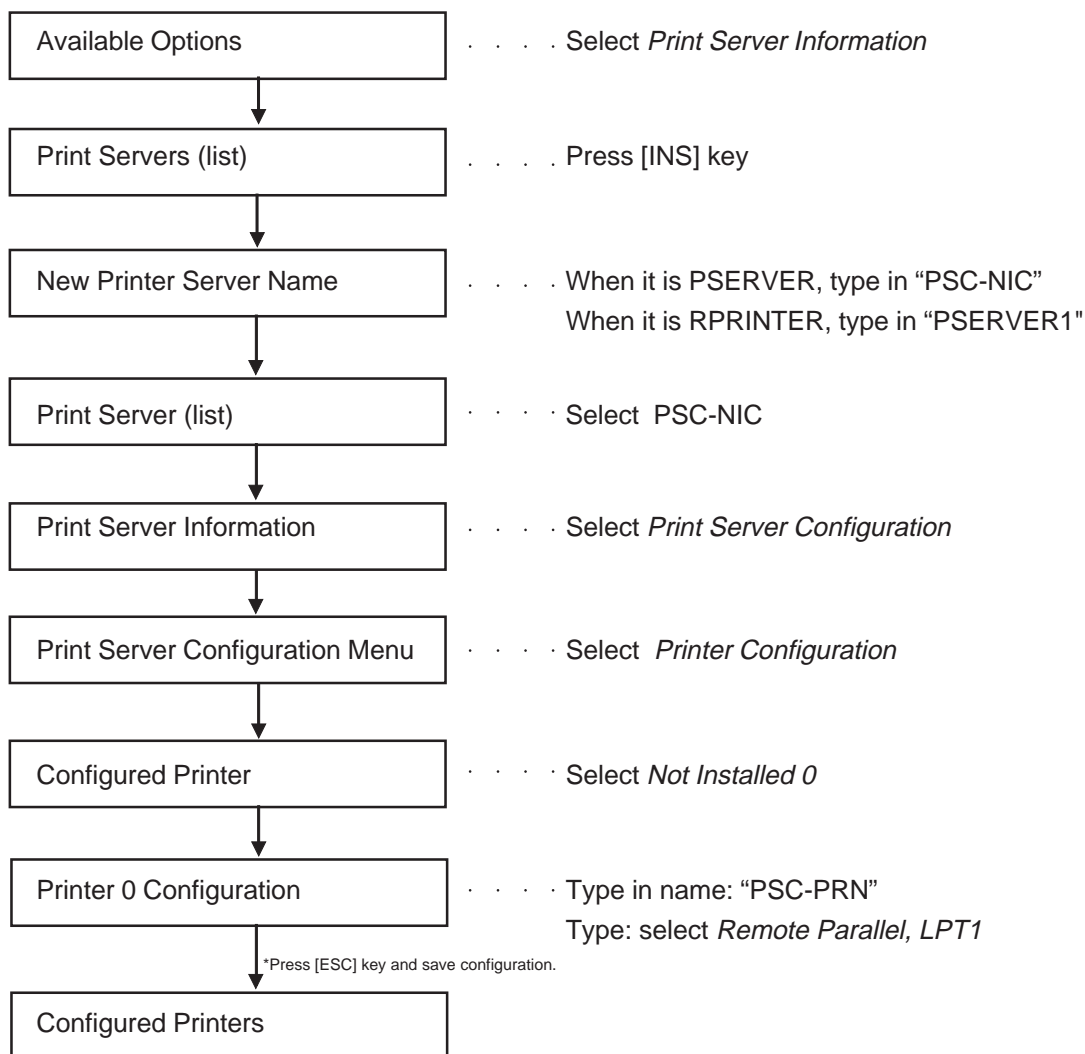 Available Options
. . . . Select Print Server Information
Print Servers (list)
. . . . Press [INS] key
New Printer Server Name
. . . . When it is PSERVER, type in “PSC-NIC”
When it is RPRINTER, type in “PSERVER1"
Print Server (list)
. . . . Select PSC-NIC
Print Server Information
. . . . Select Print Server Configuration
Print Server Configuration Menu
. . . . Select Printer Configuration
Configured Printer
. . . . Select Not Installed 0
Printer 0 Configuration
. . . . Type in name: “PSC-PRN”
Type: select Remote Parallel, LPT1
*Press [ESC] key and save configuration.
Configured Printers